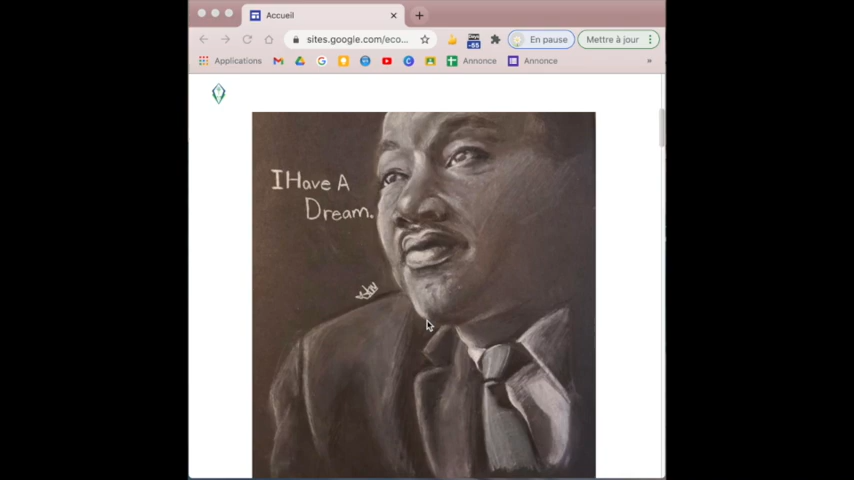 Accueil
sites.google.com/eco...
En pause
Mettre à jour
Applications
Annonce
Annonce
I Have A
Dream.